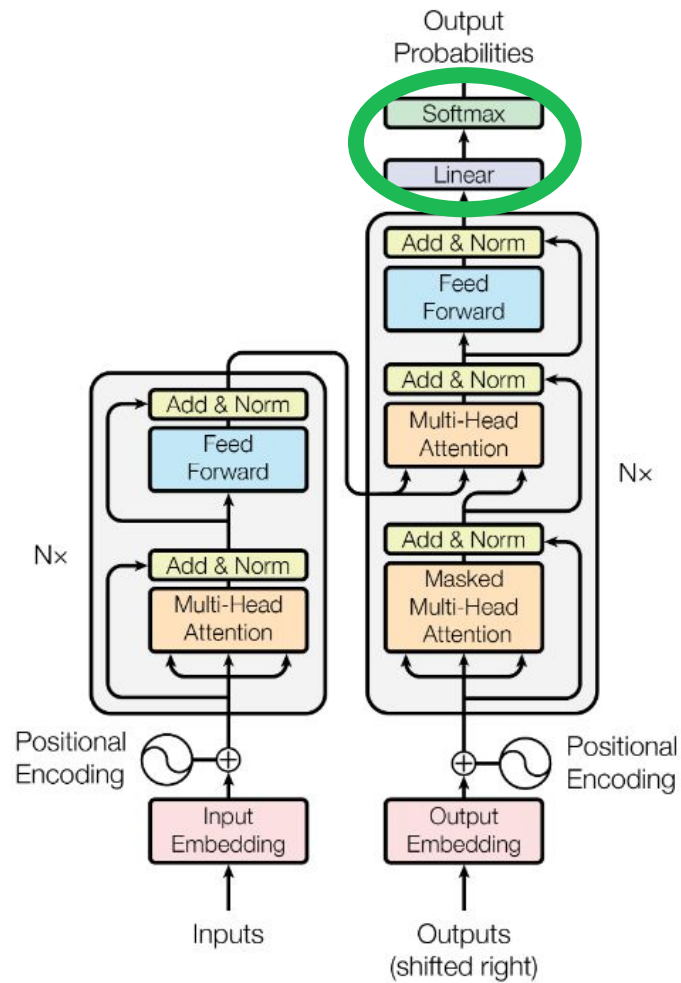 Output
Probabilities
Softmax
Linear
Add & Norm
Feed
Forward
Add & Norm
Multi-Head
Attention
Add & Norm
Masked
Multi-Head
Attention
Nx
Add & Norm
Feed
Forward
Add & Norm
Multi-Head
Attention
Nx
Positional
Encoding
Positional
Encoding
Input
Embedding
Output
Embedding
Inputs
Outputs
(shifted right)